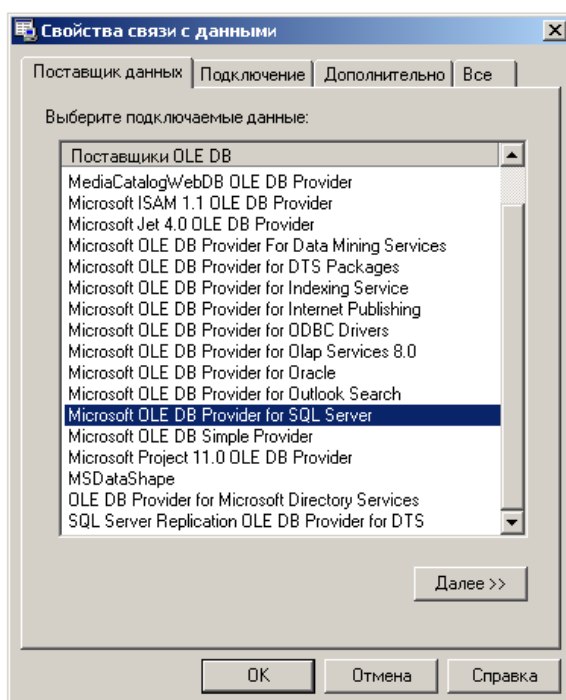 Свойства связи с данными
Поставщик данных Подключение Дополнительно Все
Выберите подключаемые данные:
Поставщики OLE DB
MediaCatalogWebDB OLE DB Provider
Microsoft ISAM 1.1 OLE DB Provider
Microsoft Jet 4.0 OLE DB Provider
Microsoft OLE DB Provider For Data Mining Services
Microsoft OLE DB Provider for DTS Packages
Microsoft OLE DB Provider for Indexing Service
Microsoft OLE DB Provider for Internet Publishing
Microsoft OLE DB Provider for ODBC Drivers
Microsoft OLE DB Provider for Olap Services 8.0
Microsoft OLE DB Provider for Oracle
Microsoft OLE DB Provider for Outlook Search
Microsoft OLE DB Provider for SQL Server
Microsoft OLE DB Simple Provider
Microsoft Project 11.0 OLE DB Provider
MSDataShape
OLE DB Provider for Microsoft Directory Services
SQL Server Replication OLE DB Provider for DTS
Далее >>
OK Отмена Справка